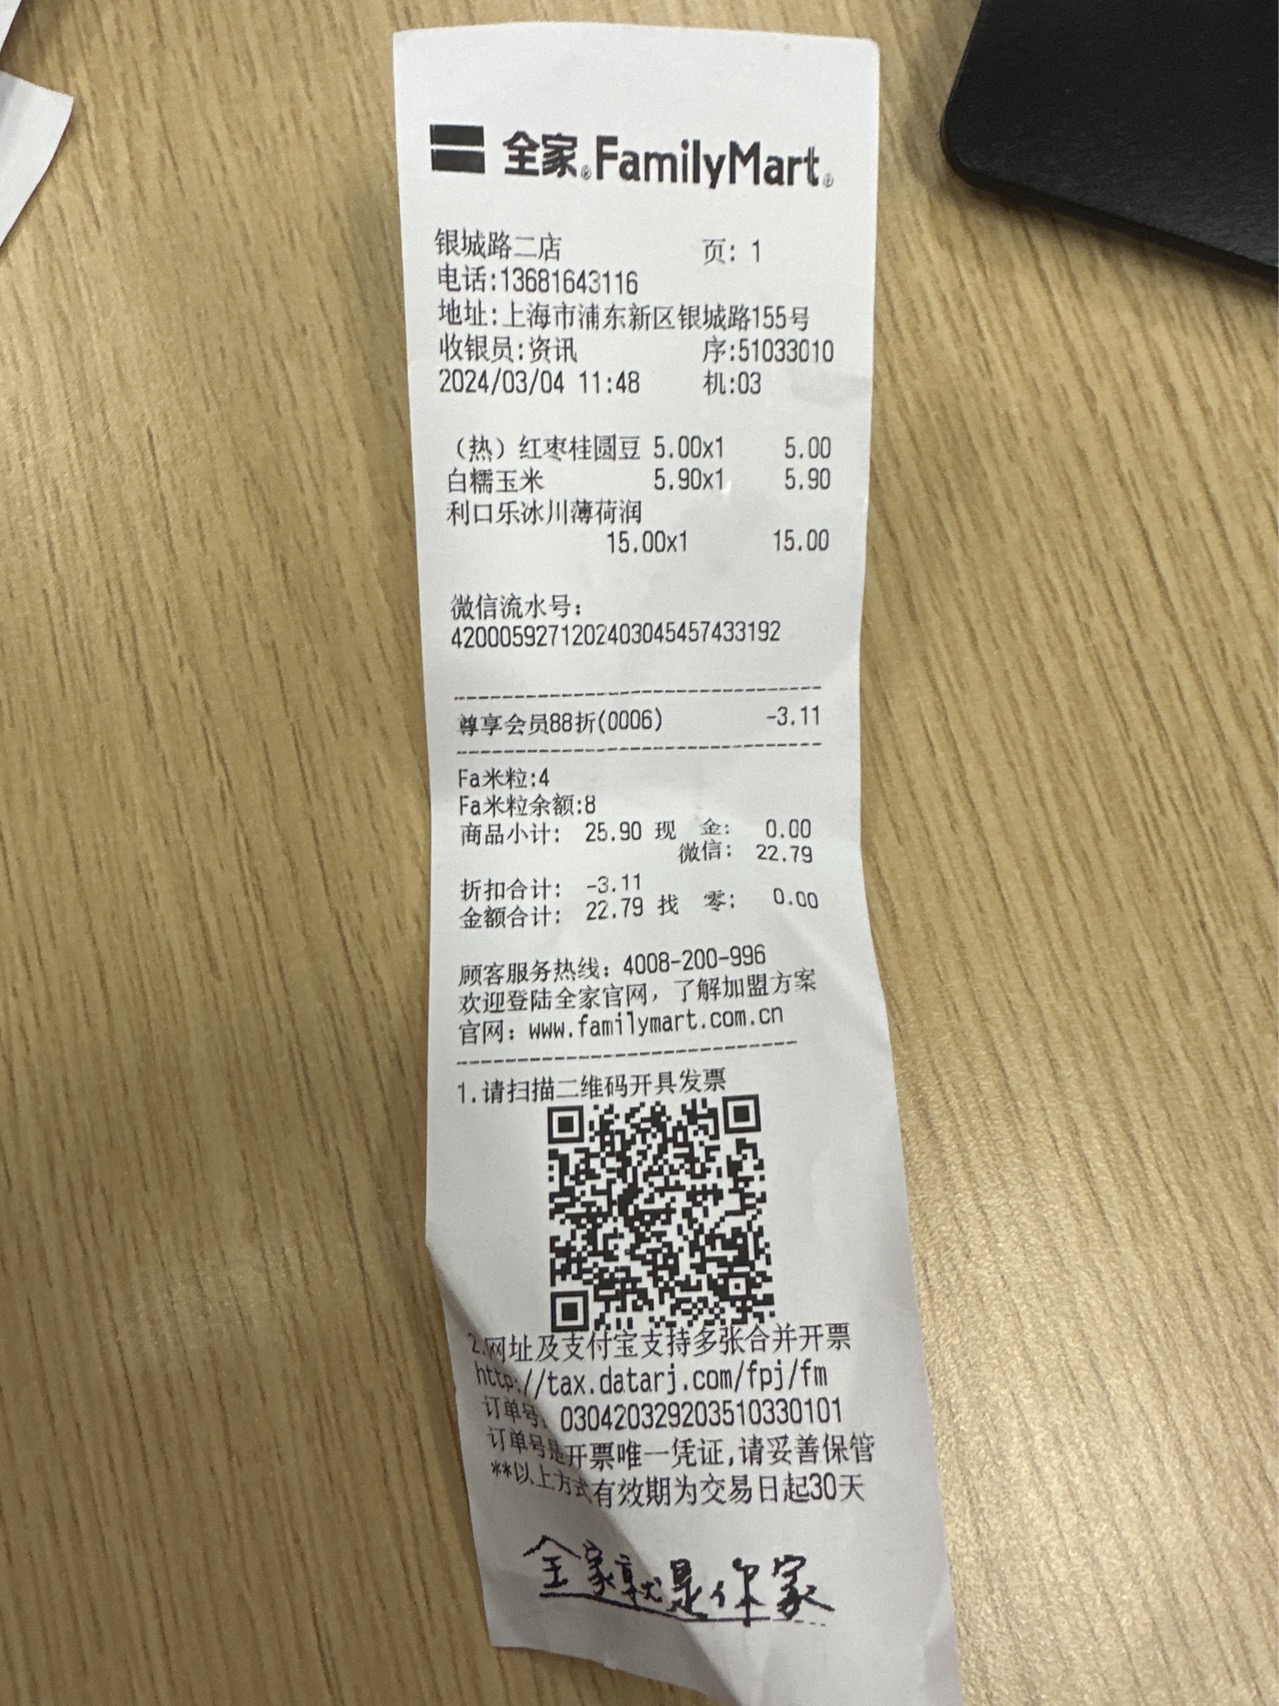 全家®FamilyMart®
银城路二店 页: 1
电话:13681643116
地址:上海市浦东新区银城路155号
收银员:资讯 序:51033010
2024/03/04 11:48 机:03
（热）红枣桂圆豆 5.00x1 5.00
白糯玉米 5.90x1 5.90
利口乐冰川薄荷润
15.00x1 15.00
微信流水号:
4200059271202403045457433192
尊享会员88折(0006) -3.11
Fa米粒:4
Fa米粒余额:8
商品小计: 25.90 现 金: 0.00
微信: 22.79
折扣合计: -3.11
金额合计: 22.79 找 零: 0.00
顾客服务热线: 4008-200-996
欢迎登陆全家官网，了解加盟方案
官网: www.familymart.com.cn
1.请扫描二维码开具发票
2.网址及支付宝支持多张合并开票
http://tax.datarj.com/fpj/fm
订单号: 030420329203510330101
订单号是开票唯一凭证,请妥善保管
**以上方式有效期为交易日起30天
全家就是你家